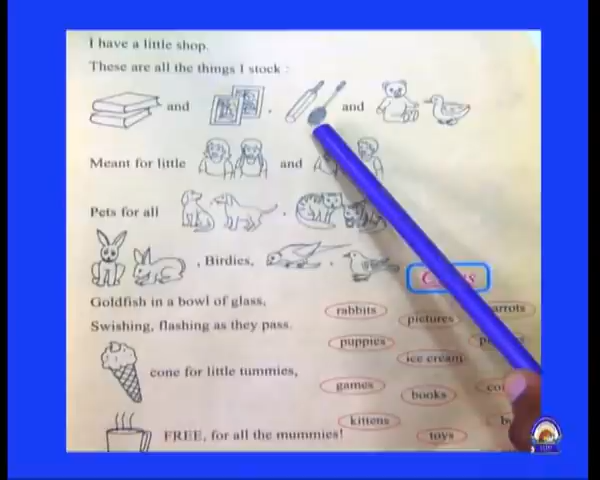 I have a little shop.
These are all the things I stock :
and , and
Meant for little and
Pets for all ,
, Birdies, ,
Goldfish in a bowl of glass,
Swishing, flashing as they pass.
cone for little tummies,
FREE, for all the mummies!
rabbits
pictures
puppies
ice cream
games
books
kittens
toys